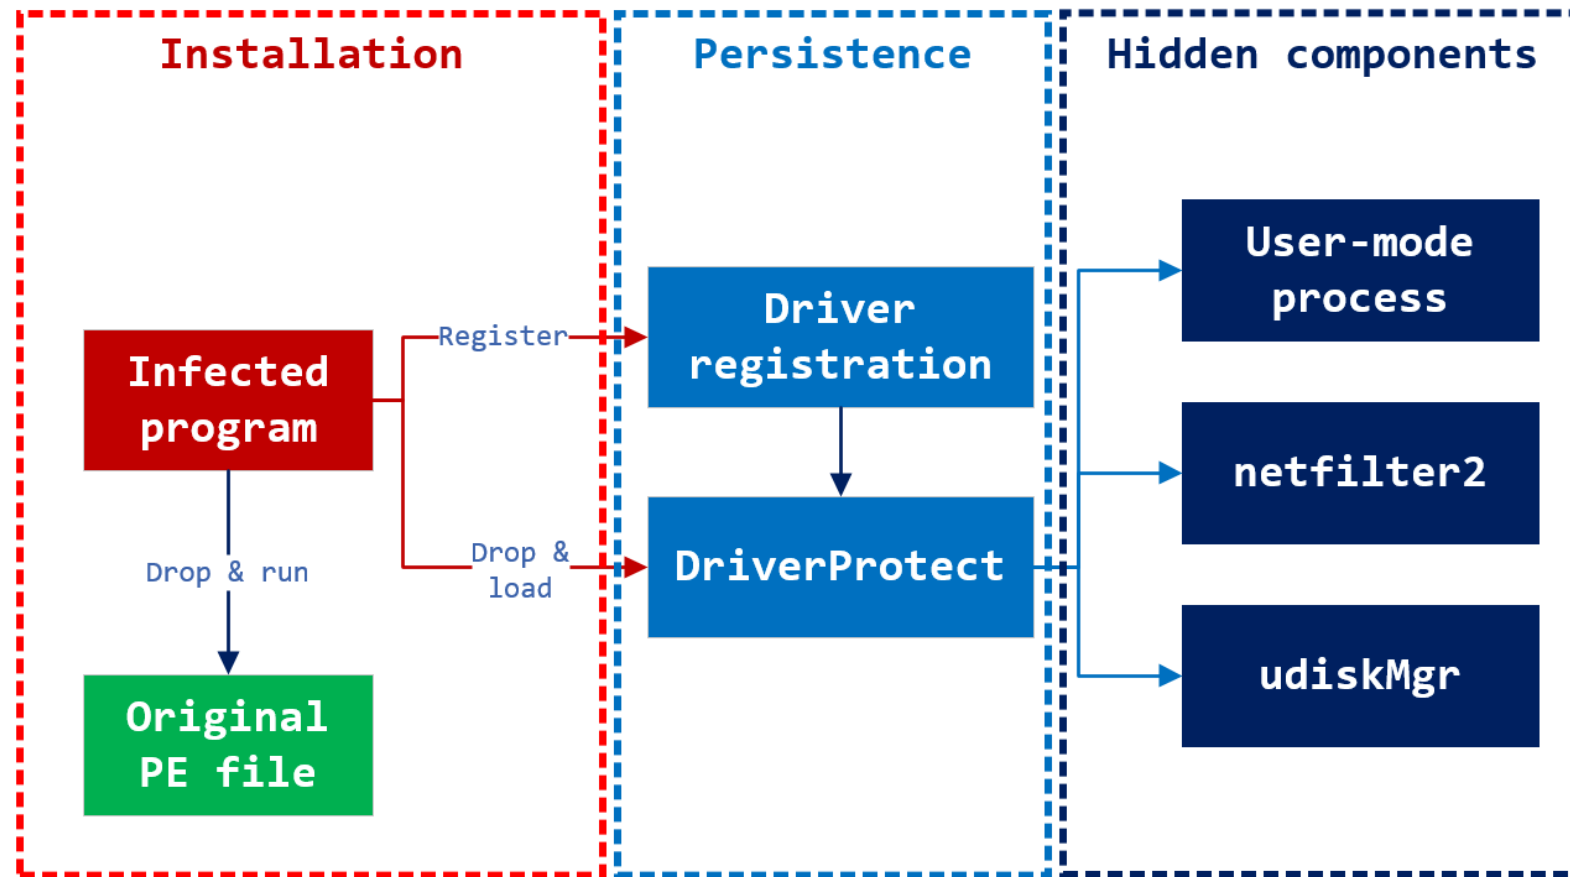 Installation
Persistence
Hidden components
Infected
program
Register
Drop &
load
Drop & run
Original
PE file
Driver
registration
DriverProtect
User-mode
process
netfilter2
udiskMgr